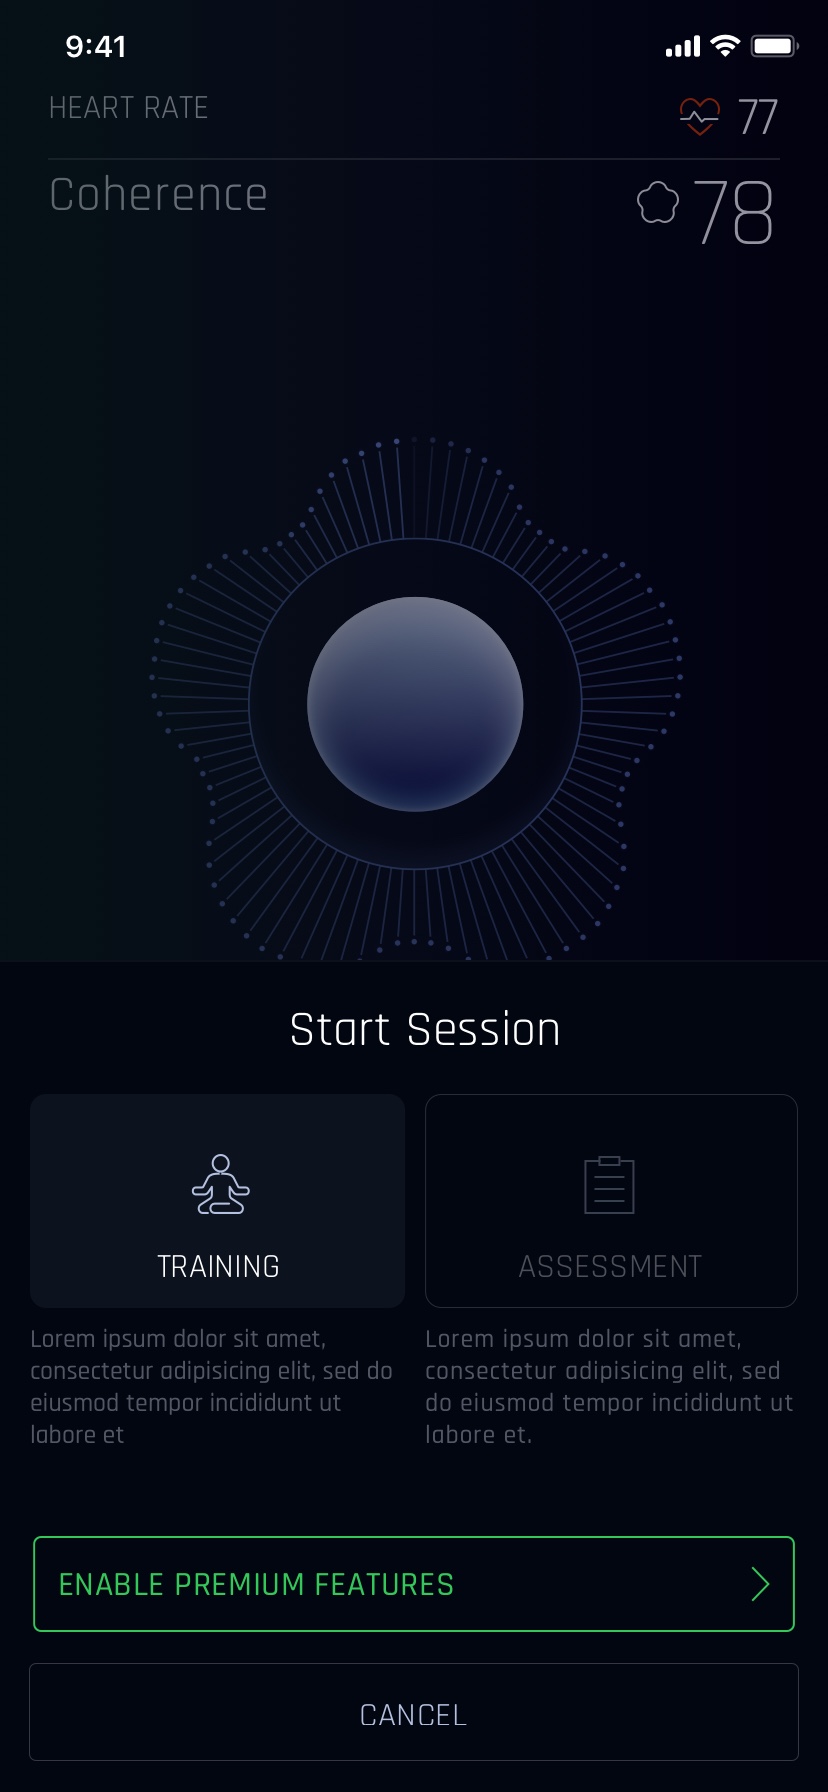 9:41
HEART RATE
77
Coherence
78
Start Session
TRAINING
ASSESSMENT
Lorem ipsum dolor sit amet,
consectetur adipisicing elit, sed do
eiusmod tempor incididunt ut
labore et
Lorem ipsum dolor sit amet,
consectetur adipisicing elit, sed
do eiusmod tempor incididunt ut
labore et.
ENABLE PREMIUM FEATURES
CANCEL